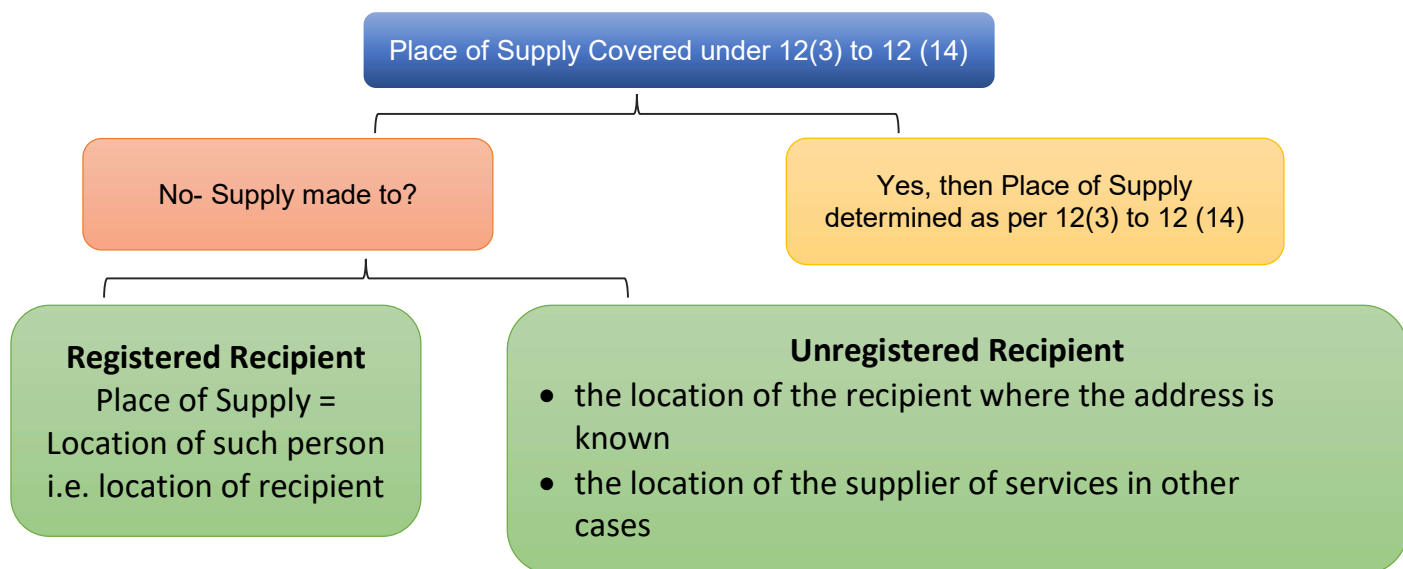 Place of Supply Covered under 12(3) to 12 (14)
No- Supply made to?
Yes, then Place of Supply
determined as per 12(3) to 12 (14)
Registered Recipient
Place of Supply =
Location of such person
i.e. location of recipient
Unregistered Recipient
• the location of the recipient where the address is
known
• the location of the supplier of services in other
cases